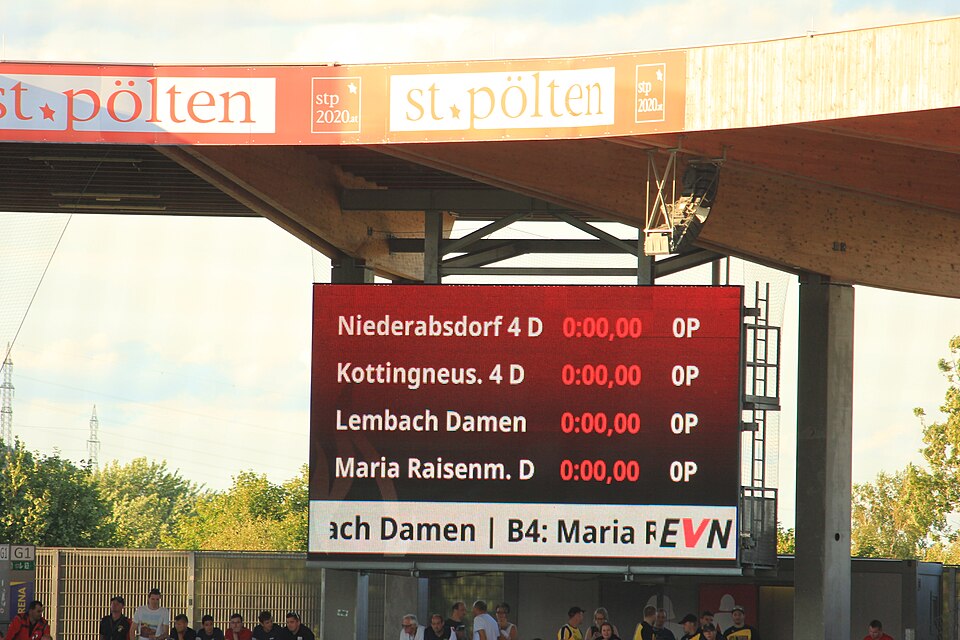 st.pölten
stp
2020.at
st.pölten
stp
2020.at
Niederabsdorf 4 D 0:00,00 0P
Kottingneus. 4 D 0:00,00 0P
Lembach Damen 0:00,00 0P
Maria Raisenm. D 0:00,00 0P
ach Damen | B4: Maria R EVN
G1
ARENA